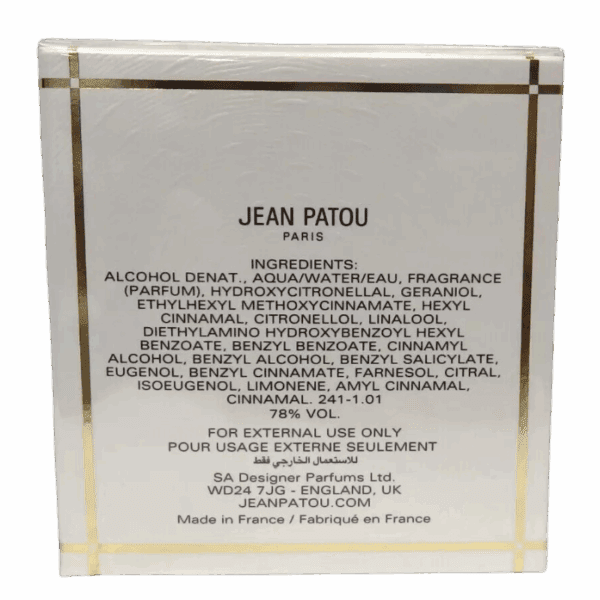 JEAN PATOU
PARIS
INGREDIENTS:
ALCOHOL DENAT., AQUA/WATER/EAU, FRAGRANCE
(PARFUM), HYDROXYCITRONELLAL, GERANIOL,
ETHYLHEXYL METHOXYCINNAMATE, HEXYL
CINNAMAL, CITRONELLOL, LINALOOL,
DIETHYLAMINO HYDROXYBENZOYL HEXYL
BENZOATE, BENZYL BENZOATE, CINNAMYL
ALCOHOL, BENZYL ALCOHOL, BENZYL SALICYLATE,
EUGENOL, BENZYL CINNAMATE, FARNESOL, CITRAL,
ISOEUGENOL, LIMONENE, AMYL CINNAMAL,
CINNAMAL. 241-1.01
78% VOL.
FOR EXTERNAL USE ONLY
POUR USAGE EXTERNE SEULEMENT
للاستعمال الخارجي فقط
SA Designer Parfums Ltd.
WD24 7JG - ENGLAND, UK
JEANPATOU.COM
Made in France / Fabriqué en France